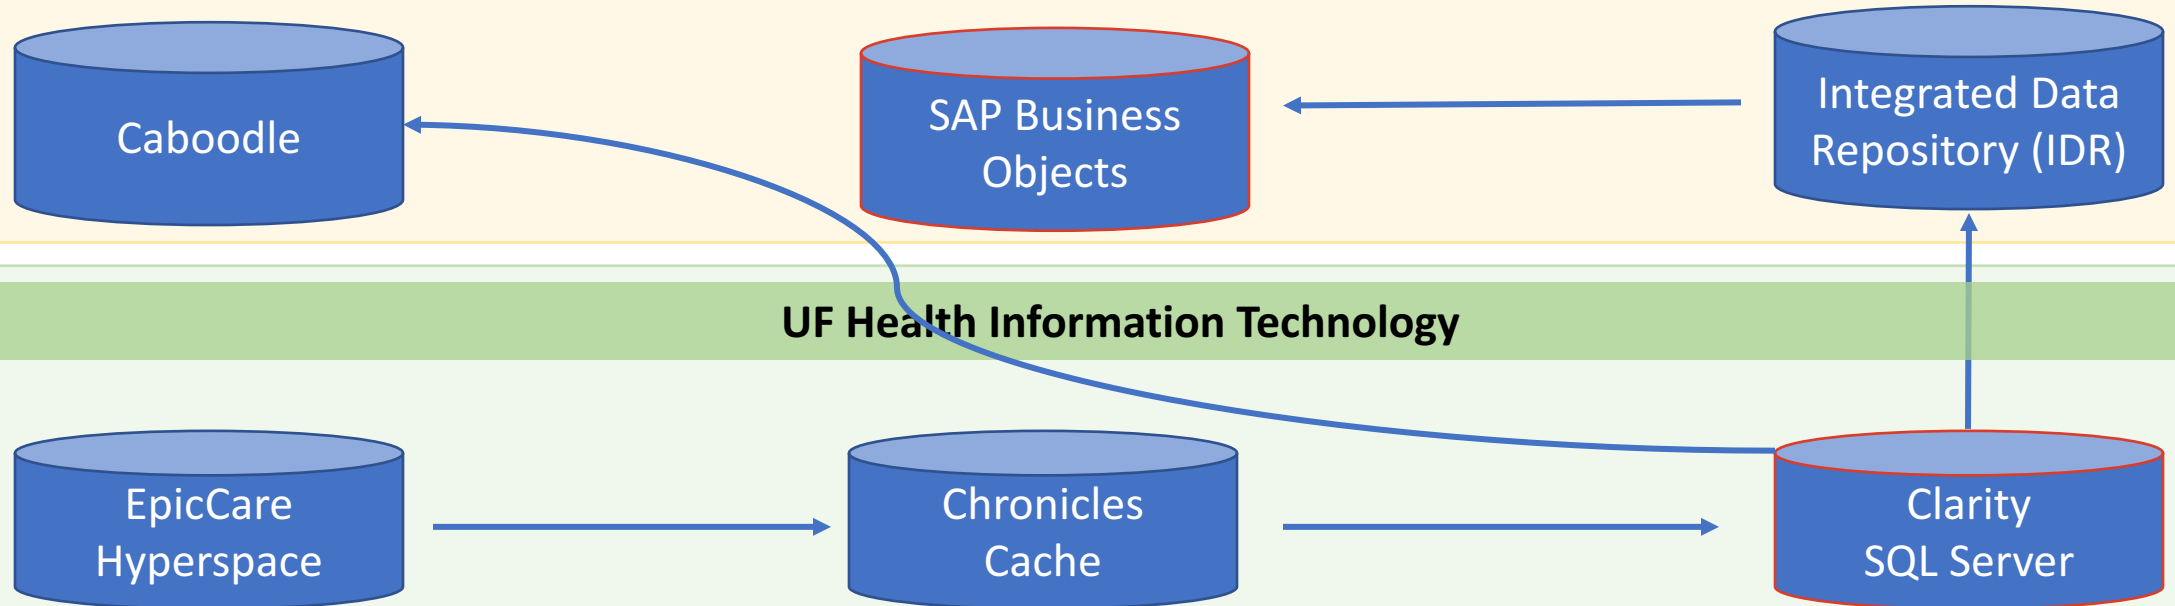 Caboodle
SAP Business
Objects
Integrated Data
Repository (IDR)
UF Health Information Technology
EpicCare
Hyperspace
Chronicles
Cache
Clarity
SQL Server